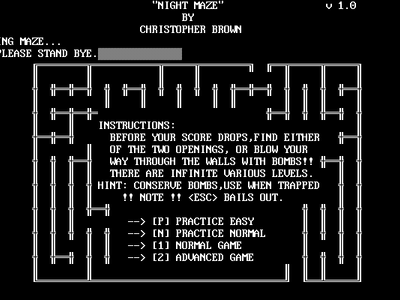 "NIGHT MAZE"
v 1.0
BY
CHRISTOPHER BROWN
NG MAZE...
PLEASE STAND BYE.
INSTRUCTIONS:
BEFORE YOUR SCORE DROPS,FIND EITHER
OF THE TWO OPENINGS, OR BLOW YOUR
WAY THROUGH THE WALLS WITH BOMBS!!
THERE ARE INFINITE VARIOUS LEVELS.
HINT: CONSERVE BOMBS,USE WHEN TRAPPED
!! NOTE !! <ESC> BAILS OUT.
--> [P] PRACTICE EASY
--> [N] PRACTICE NORMAL
--> [1] NORMAL GAME
--> [2] ADVANCED GAME